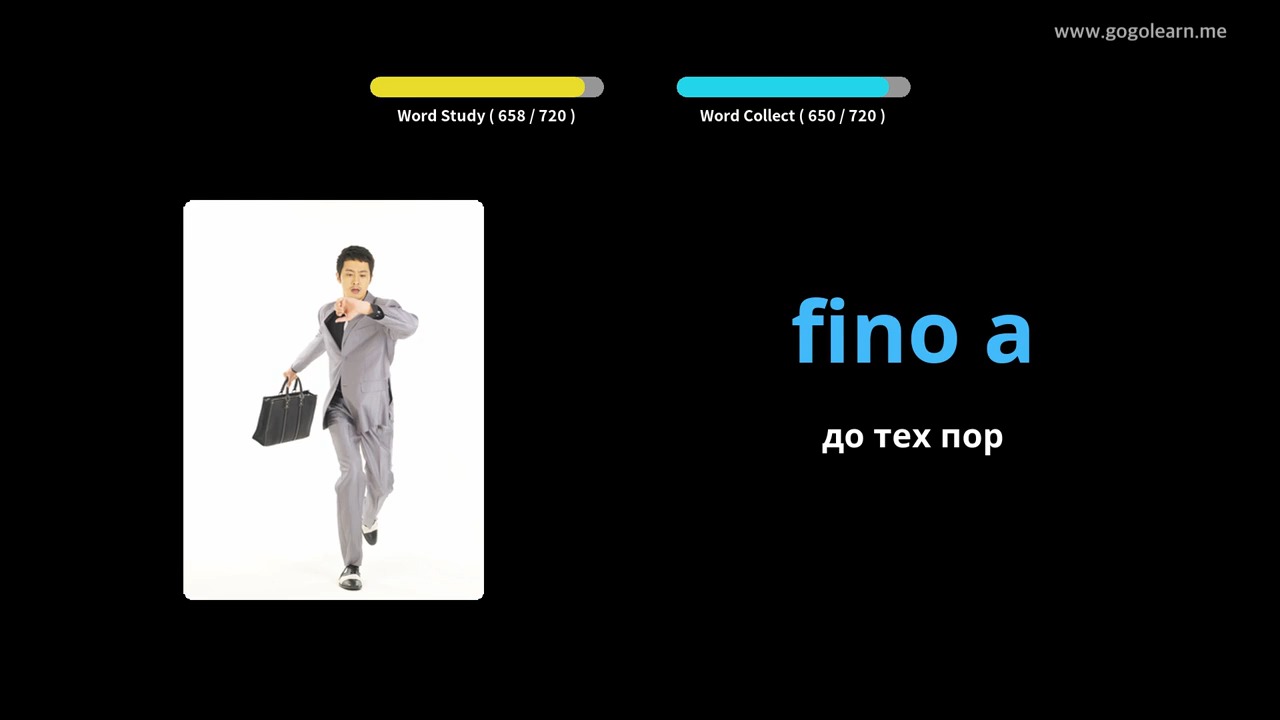 www.gogolearn.me
Word Study ( 658 / 720 )
Word Collect ( 650 / 720 )
fino a
до тех пор